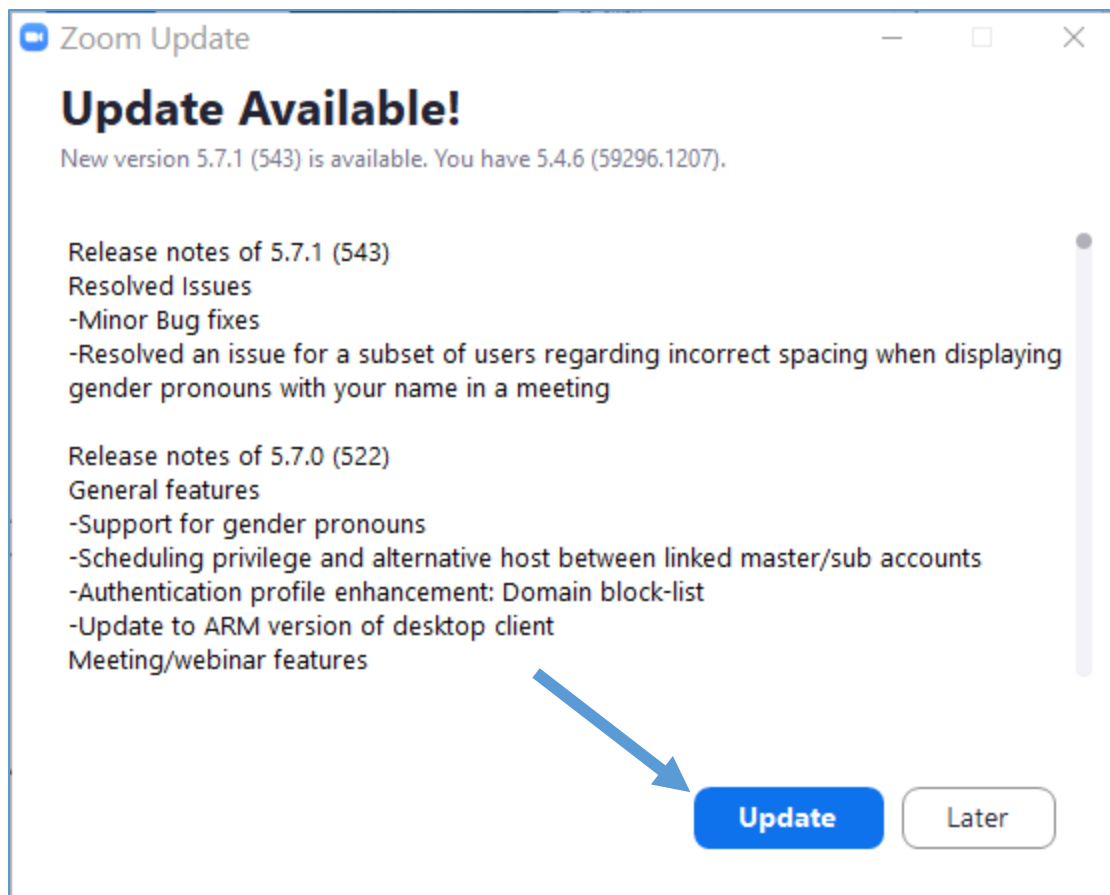 Zoom Update
Update Available!
New version 5.7.1 (543) is available. You have 5.4.6 (59296.1207).
Release notes of 5.7.1 (543)
Resolved Issues
-Minor Bug fixes
-Resolved an issue for a subset of users regarding incorrect spacing when displaying
gender pronouns with your name in a meeting
Release notes of 5.7.0 (522)
General features
-Support for gender pronouns
-Scheduling privilege and alternative host between linked master/sub accounts
-Authentication profile enhancement: Domain block-list
-Update to ARM version of desktop client
Meeting/webinar features
Update Later